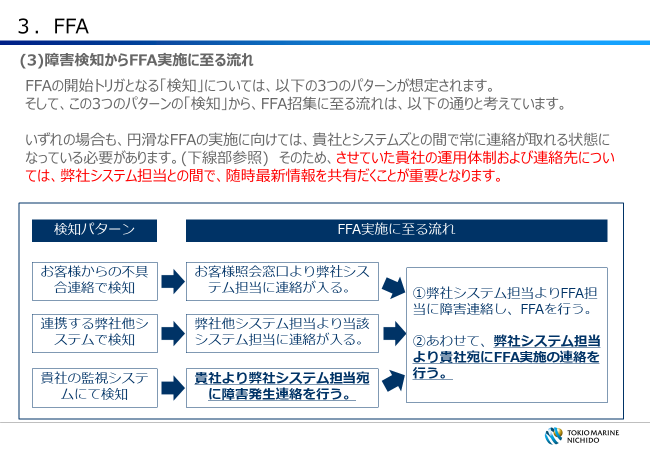 ３．FFA
(3)障害検知からFFA実施に至る流れ
FFAの開始トリガとなる「検知」については、以下の3つのパターンが想定されます。
そして、この3つのパターンの「検知」から、FFA招集に至る流れは、以下の通りと考えています。
いずれの場合も、円滑なFFAの実施に向けては、貴社とシステムズとの間で常に連絡が取れる状態に
なっている必要があります。(下線部参照) そのため、させていた貴社の運用体制および連絡先につい
ては、弊社システム担当との間で、随時最新情報を共有だくことが重要となります。
検知パターン
FFA実施に至る流れ
お客様からの不具
合連絡で検知
お客様照会窓口より弊社シス
テム担当に連絡が入る。
連携する弊社他シ
ステムで検知
弊社他システム担当より当該
システム担当に連絡が入る。
貴社の監視システ
ムにて検知
貴社より弊社システム担当宛
に障害発生連絡を行う。
①弊社システム担当よりFFA担
当に障害連絡し、FFAを行う。
②あわせて、弊社システム担当
より貴社宛にFFA実施の連絡を
行う。
TOKIO MARINE
NICHIDO